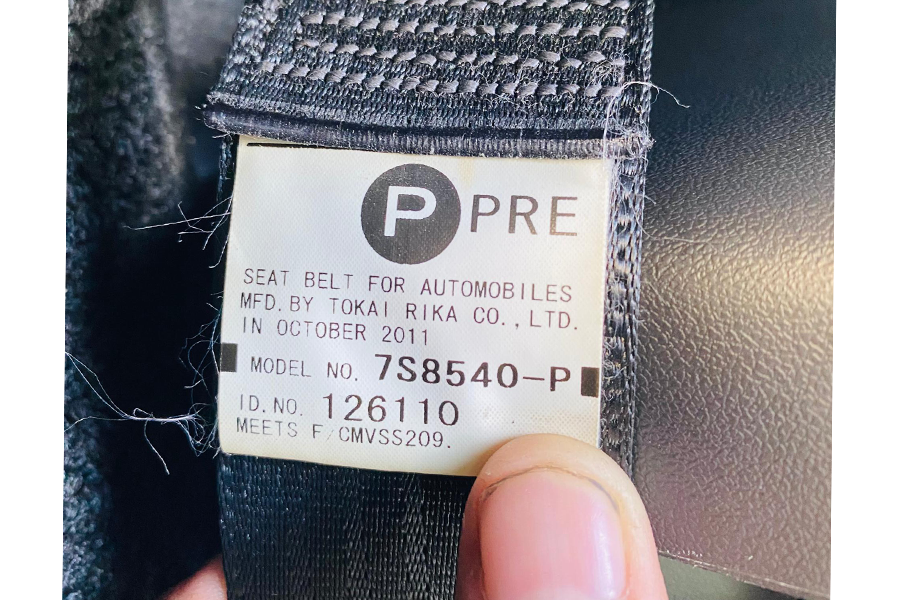 P PRE
SEAT BELT FOR AUTOMOBILES
MFD. BY TOKAI RIKA CO., LTD.
IN OCTOBER 2011
MODEL NO. 7S8540-P
ID. NO. 126110
MEETS F/CMVSS209.